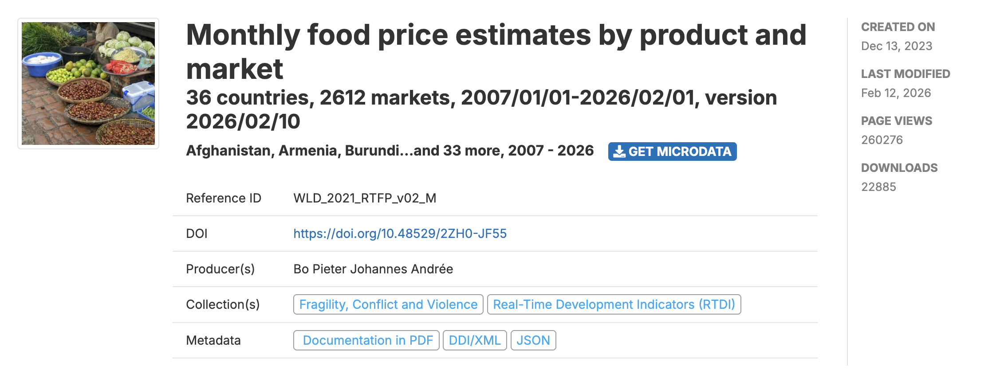 Monthly food price estimates by product and
market
36 countries, 2612 markets, 2007/01/01-2026/02/01, version
2026/02/10
Afghanistan, Armenia, Burundi...and 33 more, 2007 - 2026 GET MICRODATA
Reference ID WLD_2021_RTFP_v02_M
DOI https://doi.org/10.48529/2ZH0-JF55
Producer(s) Bo Pieter Johannes Andrée
Collection(s) Fragility, Conflict and Violence Real-Time Development Indicators (RTDI)
Metadata Documentation in PDF DDI/XML JSON
CREATED ON
Dec 13, 2023
LAST MODIFIED
Feb 12, 2026
PAGE VIEWS
260276
DOWNLOADS
22885